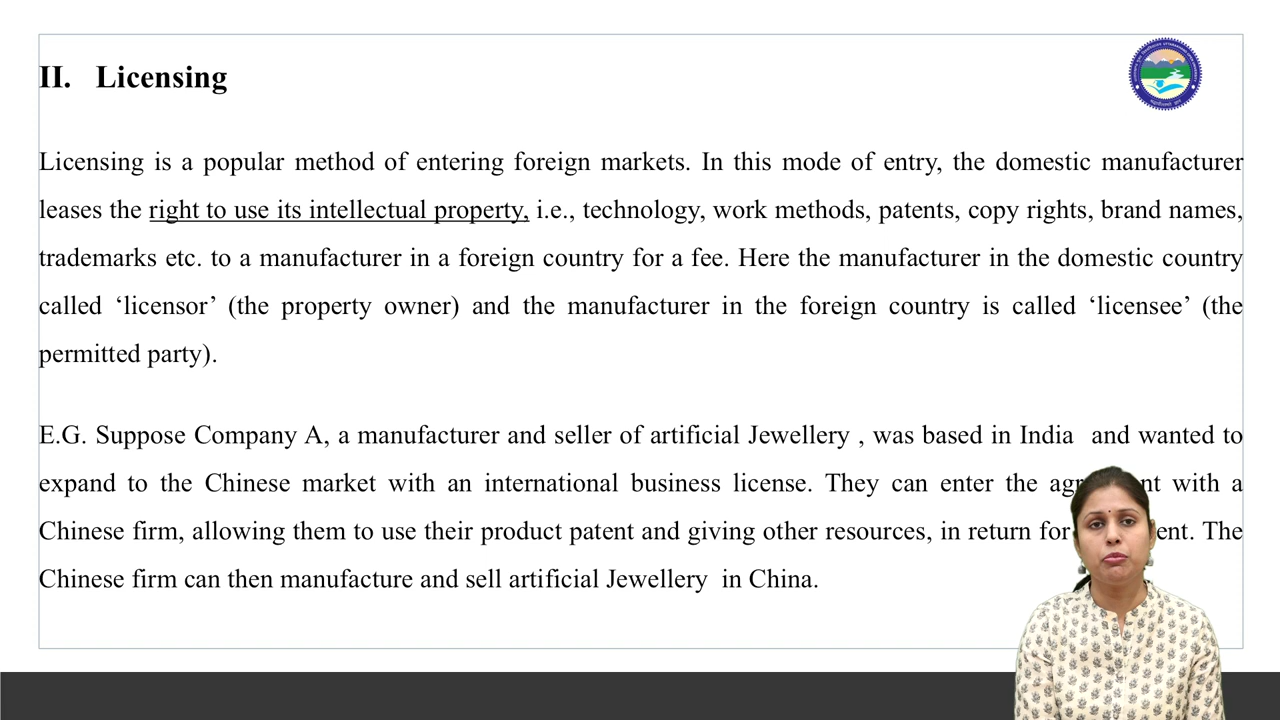 II. Licensing
Licensing is a popular method of entering foreign markets. In this mode of entry, the domestic manufacturer
leases the right to use its intellectual property, i.e., technology, work methods, patents, copy rights, brand names,
trademarks etc. to a manufacturer in a foreign country for a fee. Here the manufacturer in the domestic country
called ‘licensor’ (the property owner) and the manufacturer in the foreign country is called ‘licensee’ (the
permitted party).
E.G. Suppose Company A, a manufacturer and seller of artificial Jewellery , was based in India and wanted to
expand to the Chinese market with an international business license. They can enter the with a
Chinese firm, allowing them to use their product patent and giving other resources, in return for The
Chinese firm can then manufacture and sell artificial Jewellery in China.